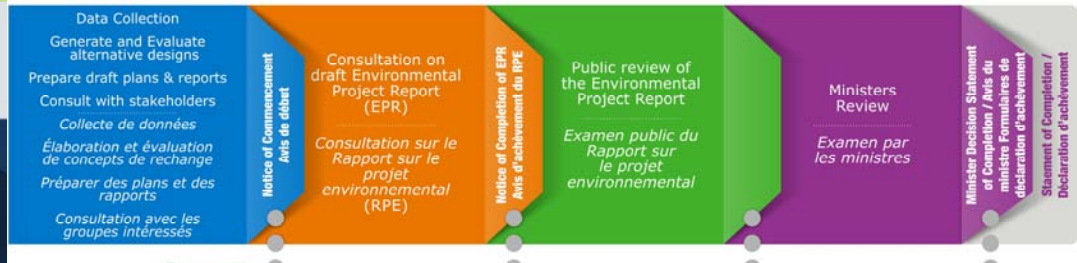 Data Collection
Generate and Evaluate
alternative designs
Prepare draft plans & reports
Consult with stakeholders
Collecte de données
Élaboration et évaluation
de concepts de rechange
Préparer des plans et des
rapports
Consultation avec les
groupes intéressés
Notice of Commencement
Avis de début
Consultation on
draft Environmental
Project Report
(EPR)
Consultation sur le
Rapport sur le
projet
environnemental
(RPE)
Notice of Completion of EPR
Avis d'achèvement du RPE
Public review of
the Environmental
Project Report
Examen public du
Rapport sur
le projet
environnemental
Ministers
Review
Examen par
les ministres
Minister Decision Statement
of Completion / Avis du
ministre Formulaires de
déclaration d'achèvement
Staement of Completion /
Déclaration d'achèvement